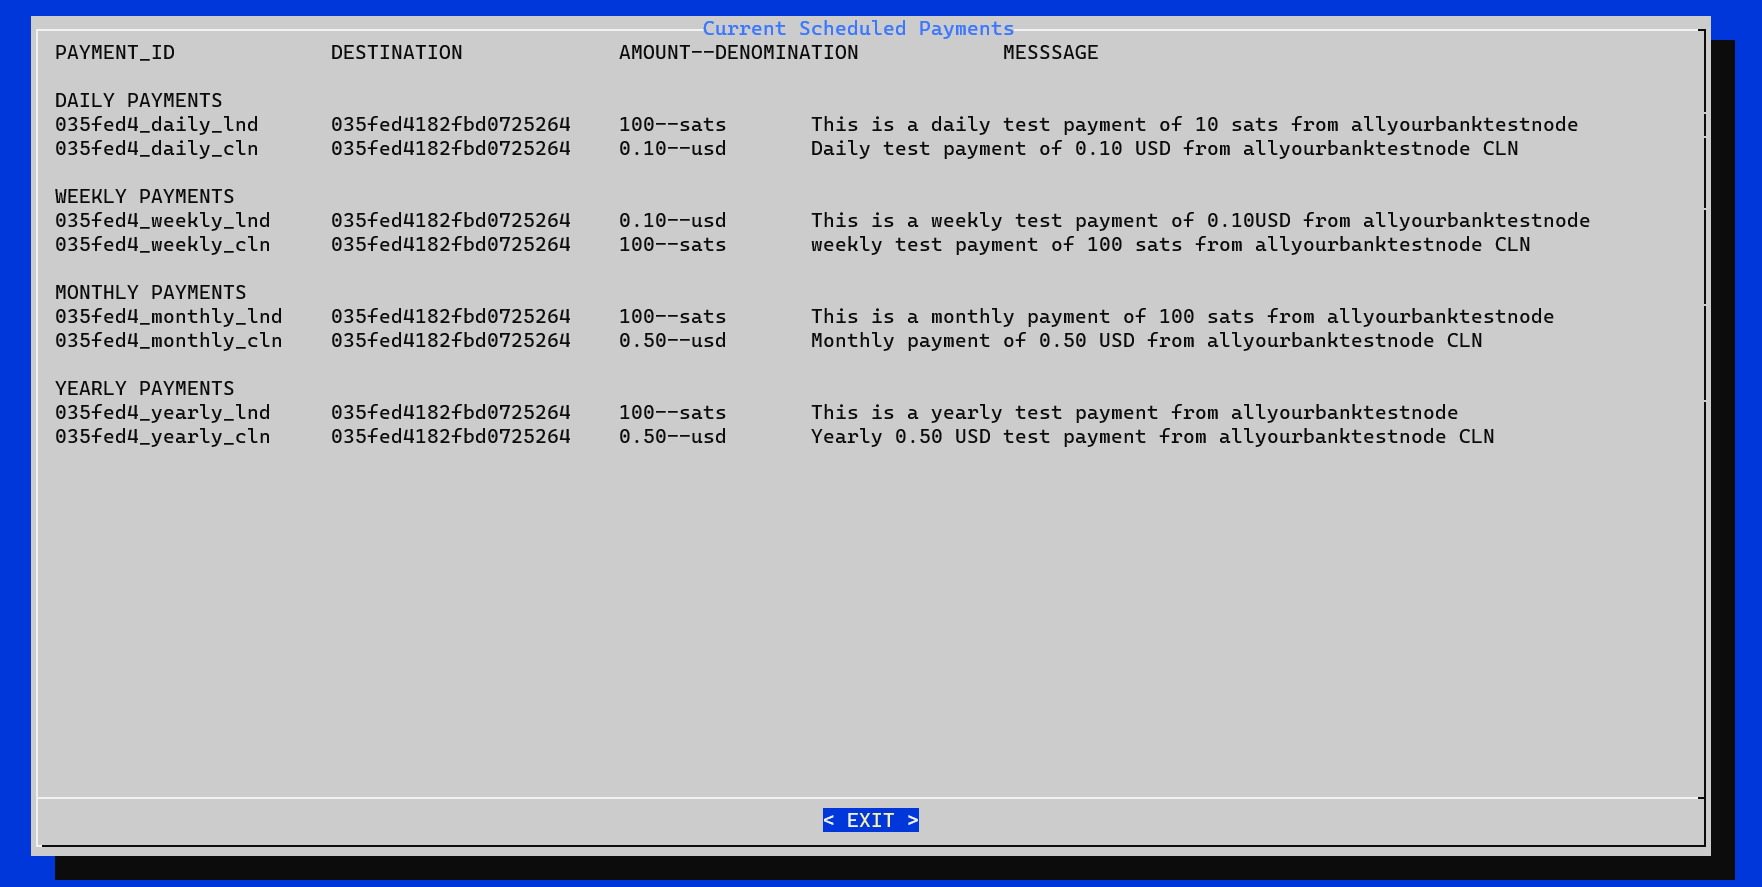 Current Scheduled Payments
PAYMENT_ID DESTINATION AMOUNT--DENOMINATION MESSSAGE
DAILY PAYMENTS
035fed4_daily_lnd 035fed4182fbd0725264 100--sats This is a daily test payment of 10 sats from allyourbanktestnode
035fed4_daily_cln 035fed4182fbd0725264 0.10--usd Daily test payment of 0.10 USD from allyourbanktestnode CLN
WEEKLY PAYMENTS
035fed4_weekly_lnd 035fed4182fbd0725264 0.10--usd This is a weekly test payment of 0.10USD from allyourbanktestnode
035fed4_weekly_cln 035fed4182fbd0725264 100--sats weekly test payment of 100 sats from allyourbanktestnode CLN
MONTHLY PAYMENTS
035fed4_monthly_lnd 035fed4182fbd0725264 100--sats This is a monthly payment of 100 sats from allyourbanktestnode
035fed4_monthly_cln 035fed4182fbd0725264 0.50--usd Monthly payment of 0.50 USD from allyourbanktestnode CLN
YEARLY PAYMENTS
035fed4_yearly_lnd 035fed4182fbd0725264 100--sats This is a yearly test payment from allyourbanktestnode
035fed4_yearly_cln 035fed4182fbd0725264 0.50--usd Yearly 0.50 USD test payment from allyourbanktestnode CLN
< EXIT >